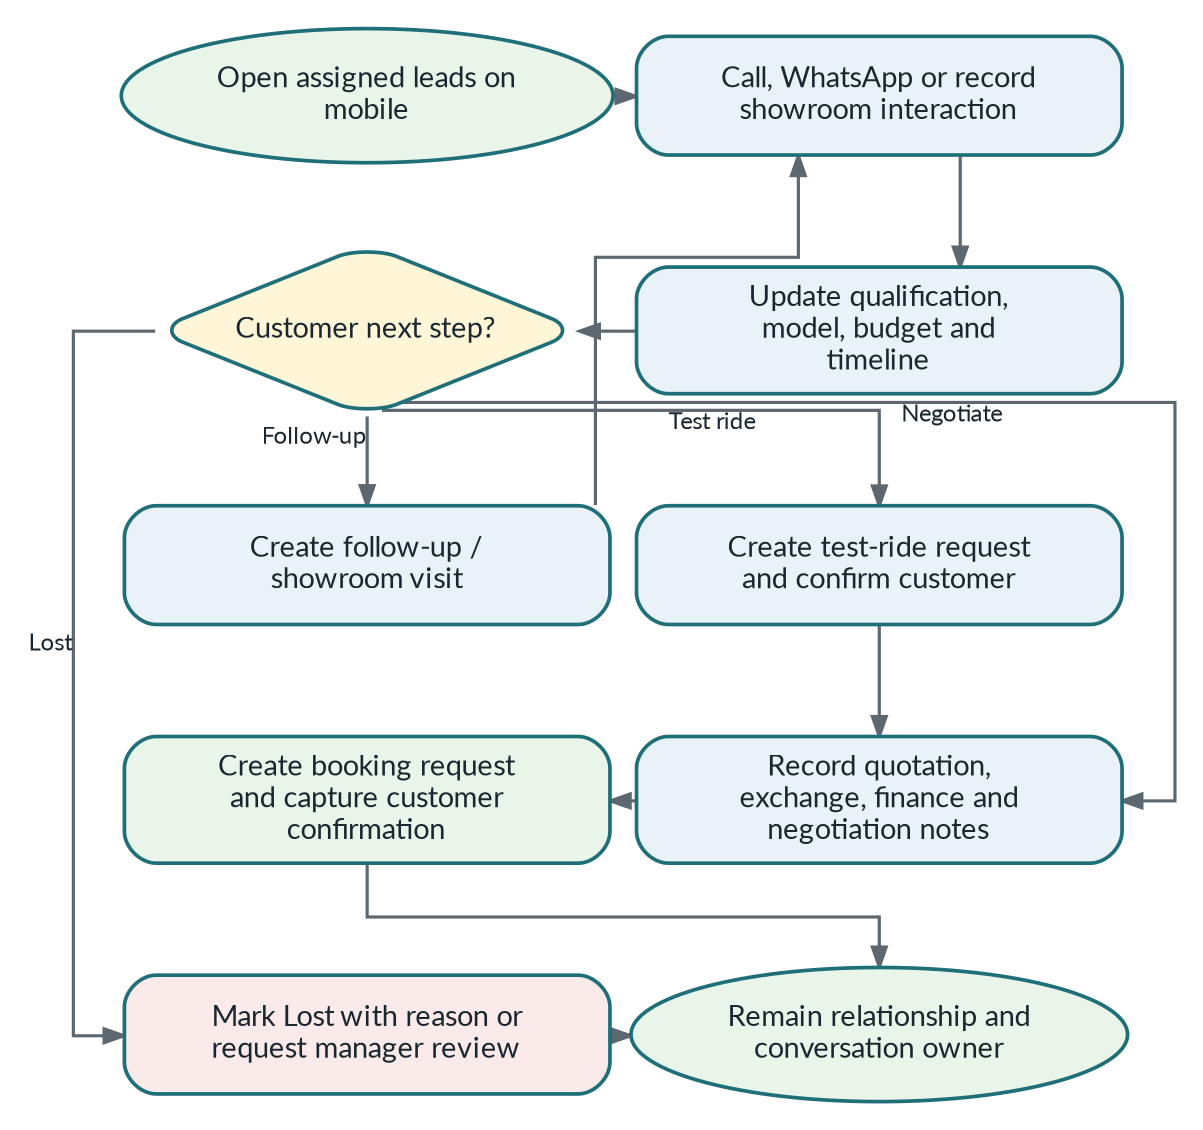 Open assigned leads on
mobile
Call, WhatsApp or record
showroom interaction
Customer next step?
Update qualification,
model, budget and
timeline
Follow-up
Test ride
Negotiate
Create follow-up /
showroom visit
Create test-ride request
and confirm customer
Lost
Create booking request
and capture customer
confirmation
Record quotation,
exchange, finance and
negotiation notes
Mark Lost with reason or
request manager review
Remain relationship and
conversation owner